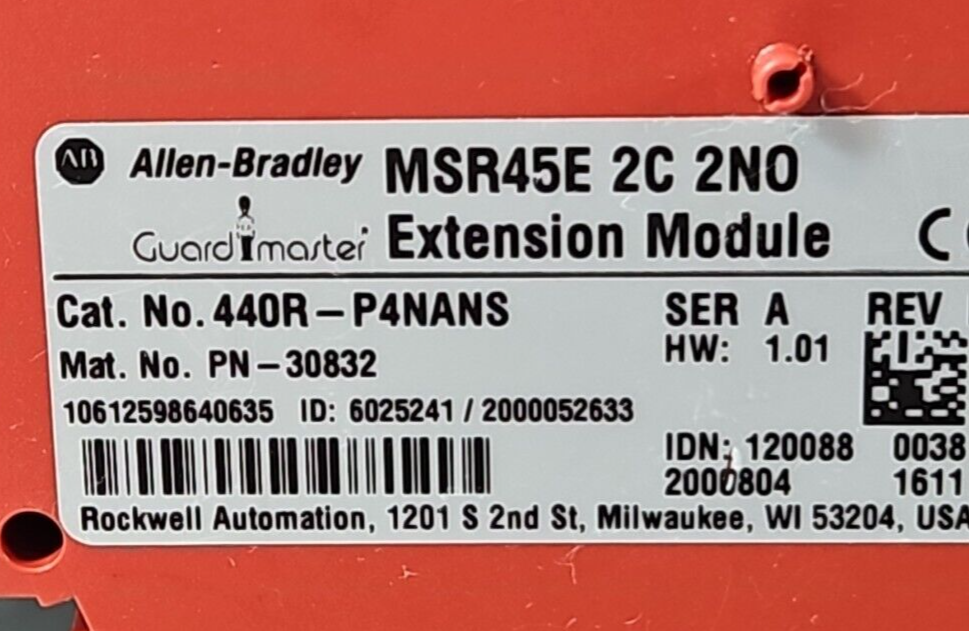 AB Allen-Bradley MSR45E 2C 2NO
Guardmaster Extension Module CE
Cat. No. 440R-P4NANS SER A REV
Mat. No. PN-30832 HW: 1.01
10612598640635 ID: 6025241 / 2000052633
IDN: 120088 0038
2000804 1611
Rockwell Automation, 1201 S 2nd St, Milwaukee, WI 53204, USA